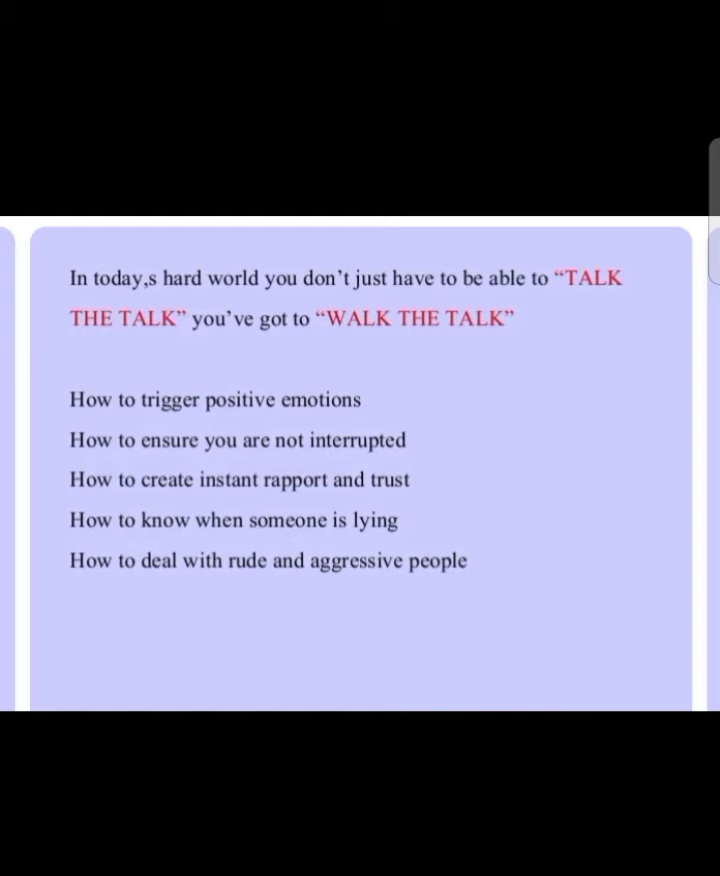 In today,s hard world you don’t just have to be able to “TALK
THE TALK” you’ve got to “WALK THE TALK”
How to trigger positive emotions
How to ensure you are not interrupted
How to create instant rapport and trust
How to know when someone is lying
How to deal with rude and aggressive people